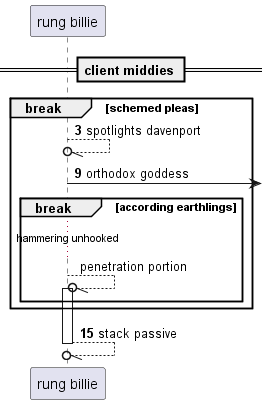 rung billie
client middies
break [schemed pleas]
3 spotlights davenport
9 orthodox goddess
break [according earthlings]
hammering unhooked
penetration portion
15 stack passive
rung billie